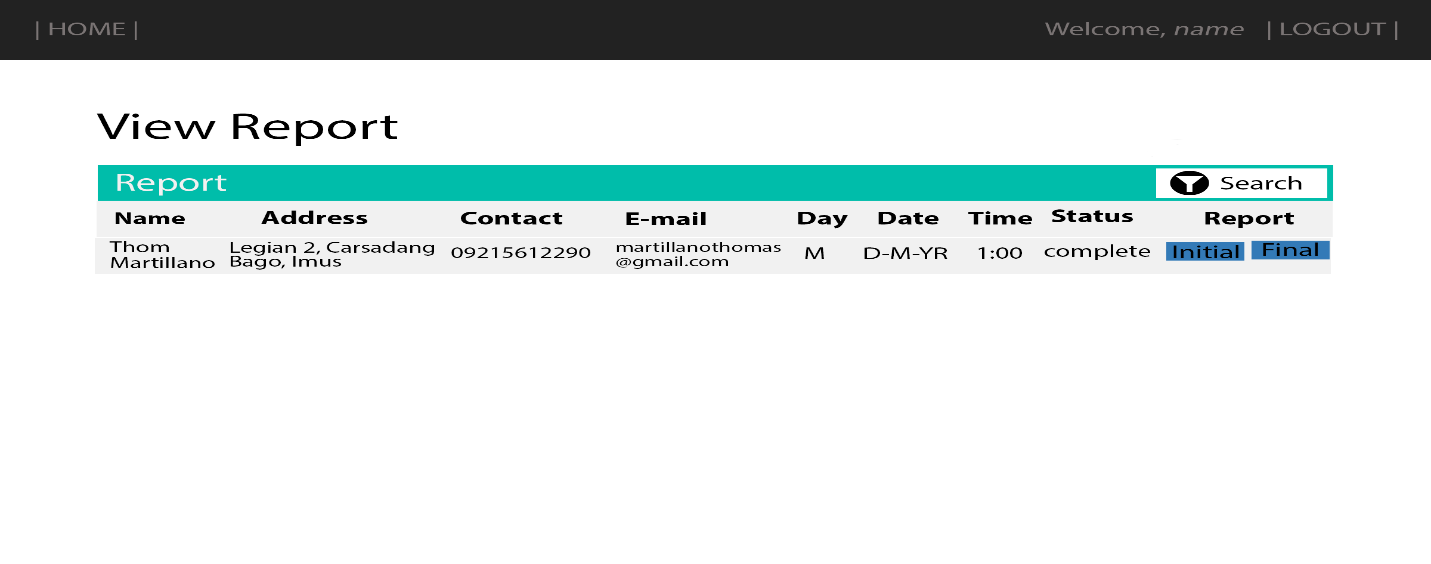 | HOME | Welcome, name | LOGOUT |
View Report
Report Search
Name Address Contact E-mail Day Date Time Status Report
Thom Legian 2, Carsadang 09215612290 martillanothomas M D-M-YR 1:00 complete Initial Final
Martillano Bago, Imus @gmail.com